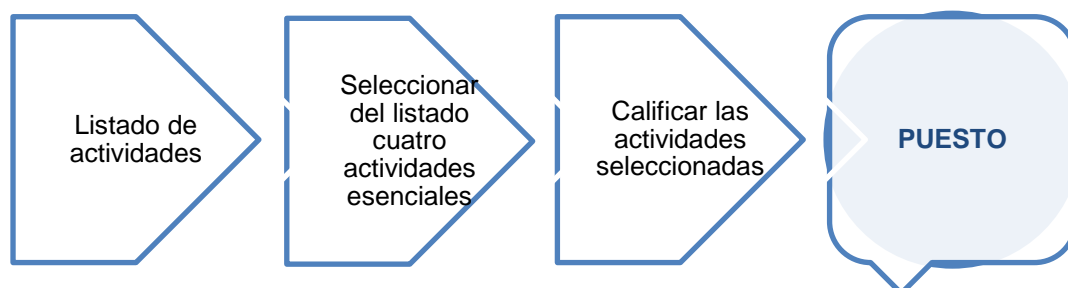 Listado de
actividades
Seleccionar
del listado
cuatro
actividades
esenciales
Calificar las
actividades
seleccionadas
PUESTO